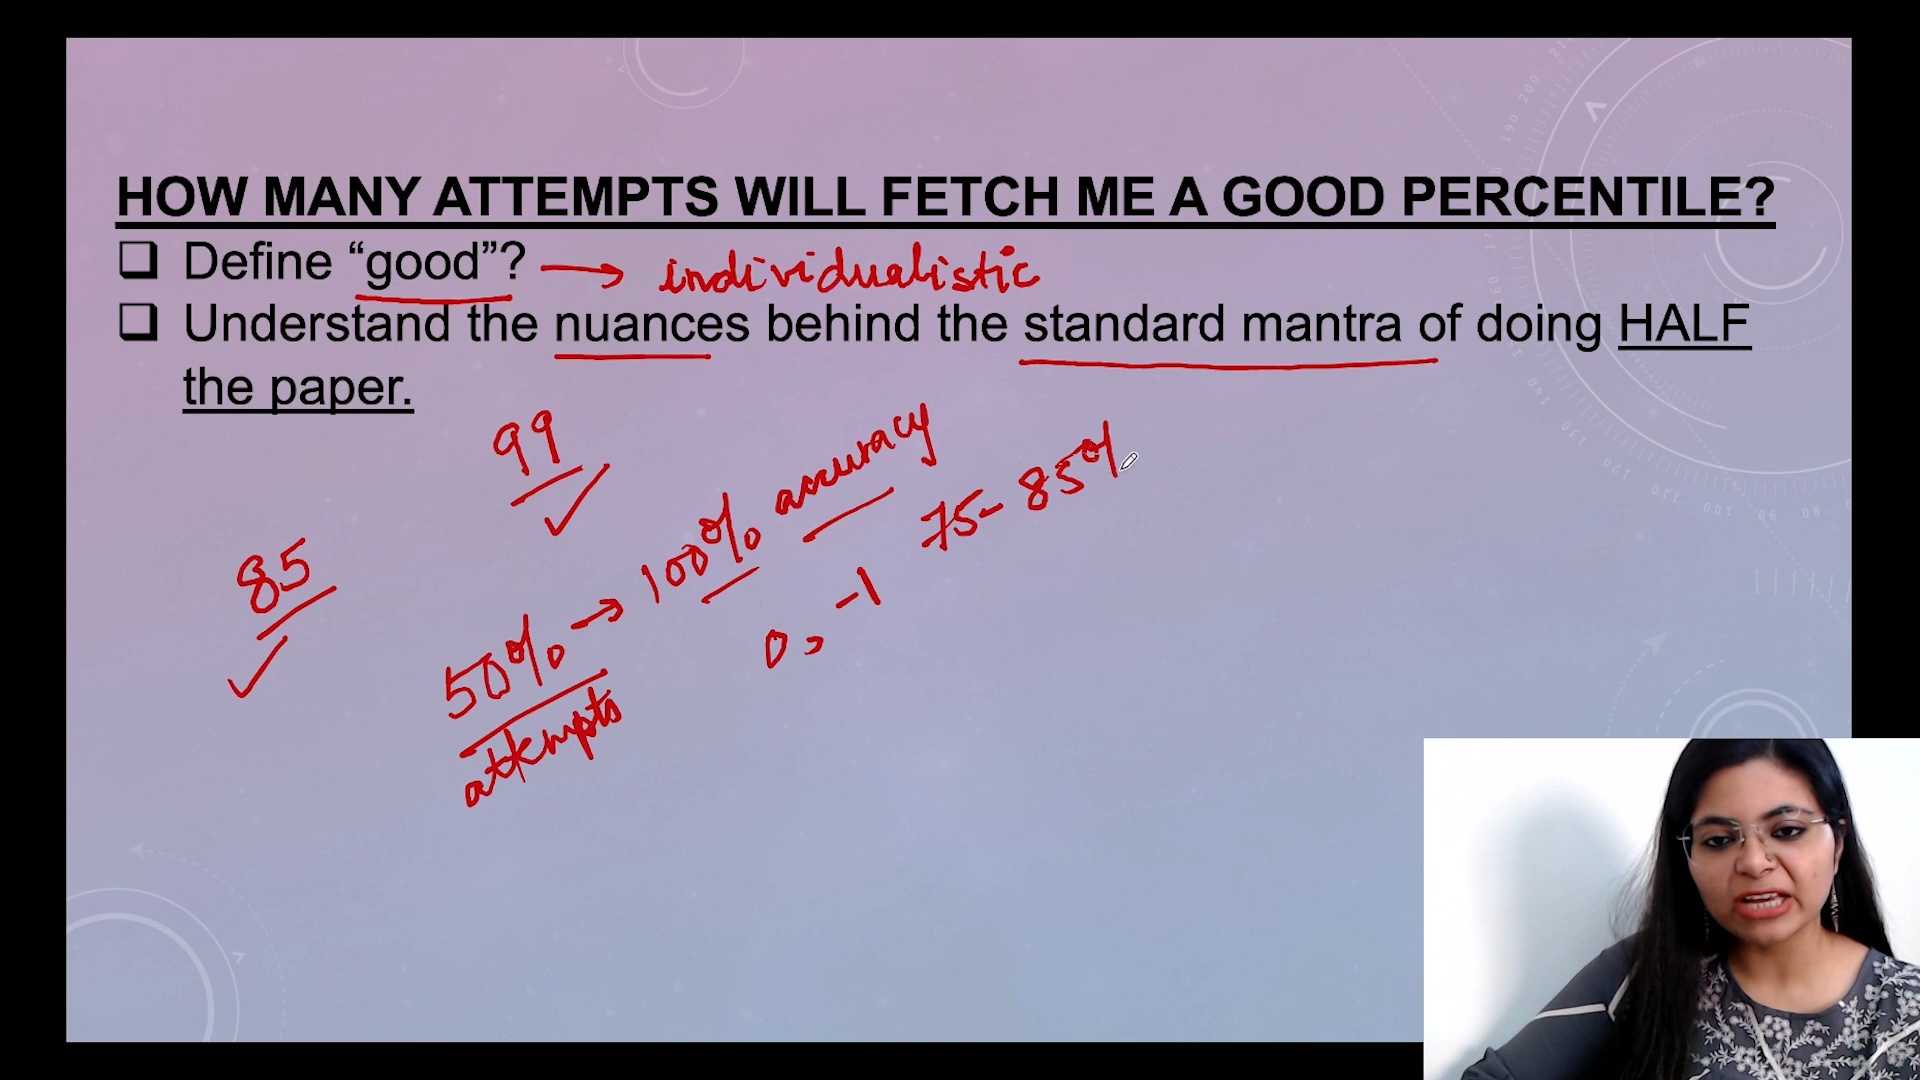 HOW MANY ATTEMPTS WILL FETCH ME A GOOD PERCENTILE?
❑ Define “good”? → individualistic
❑ Understand the nuances behind the standard mantra of doing HALF
the paper.
99
85
50% → 100% accuracy
attempts
0, -1
75-85%